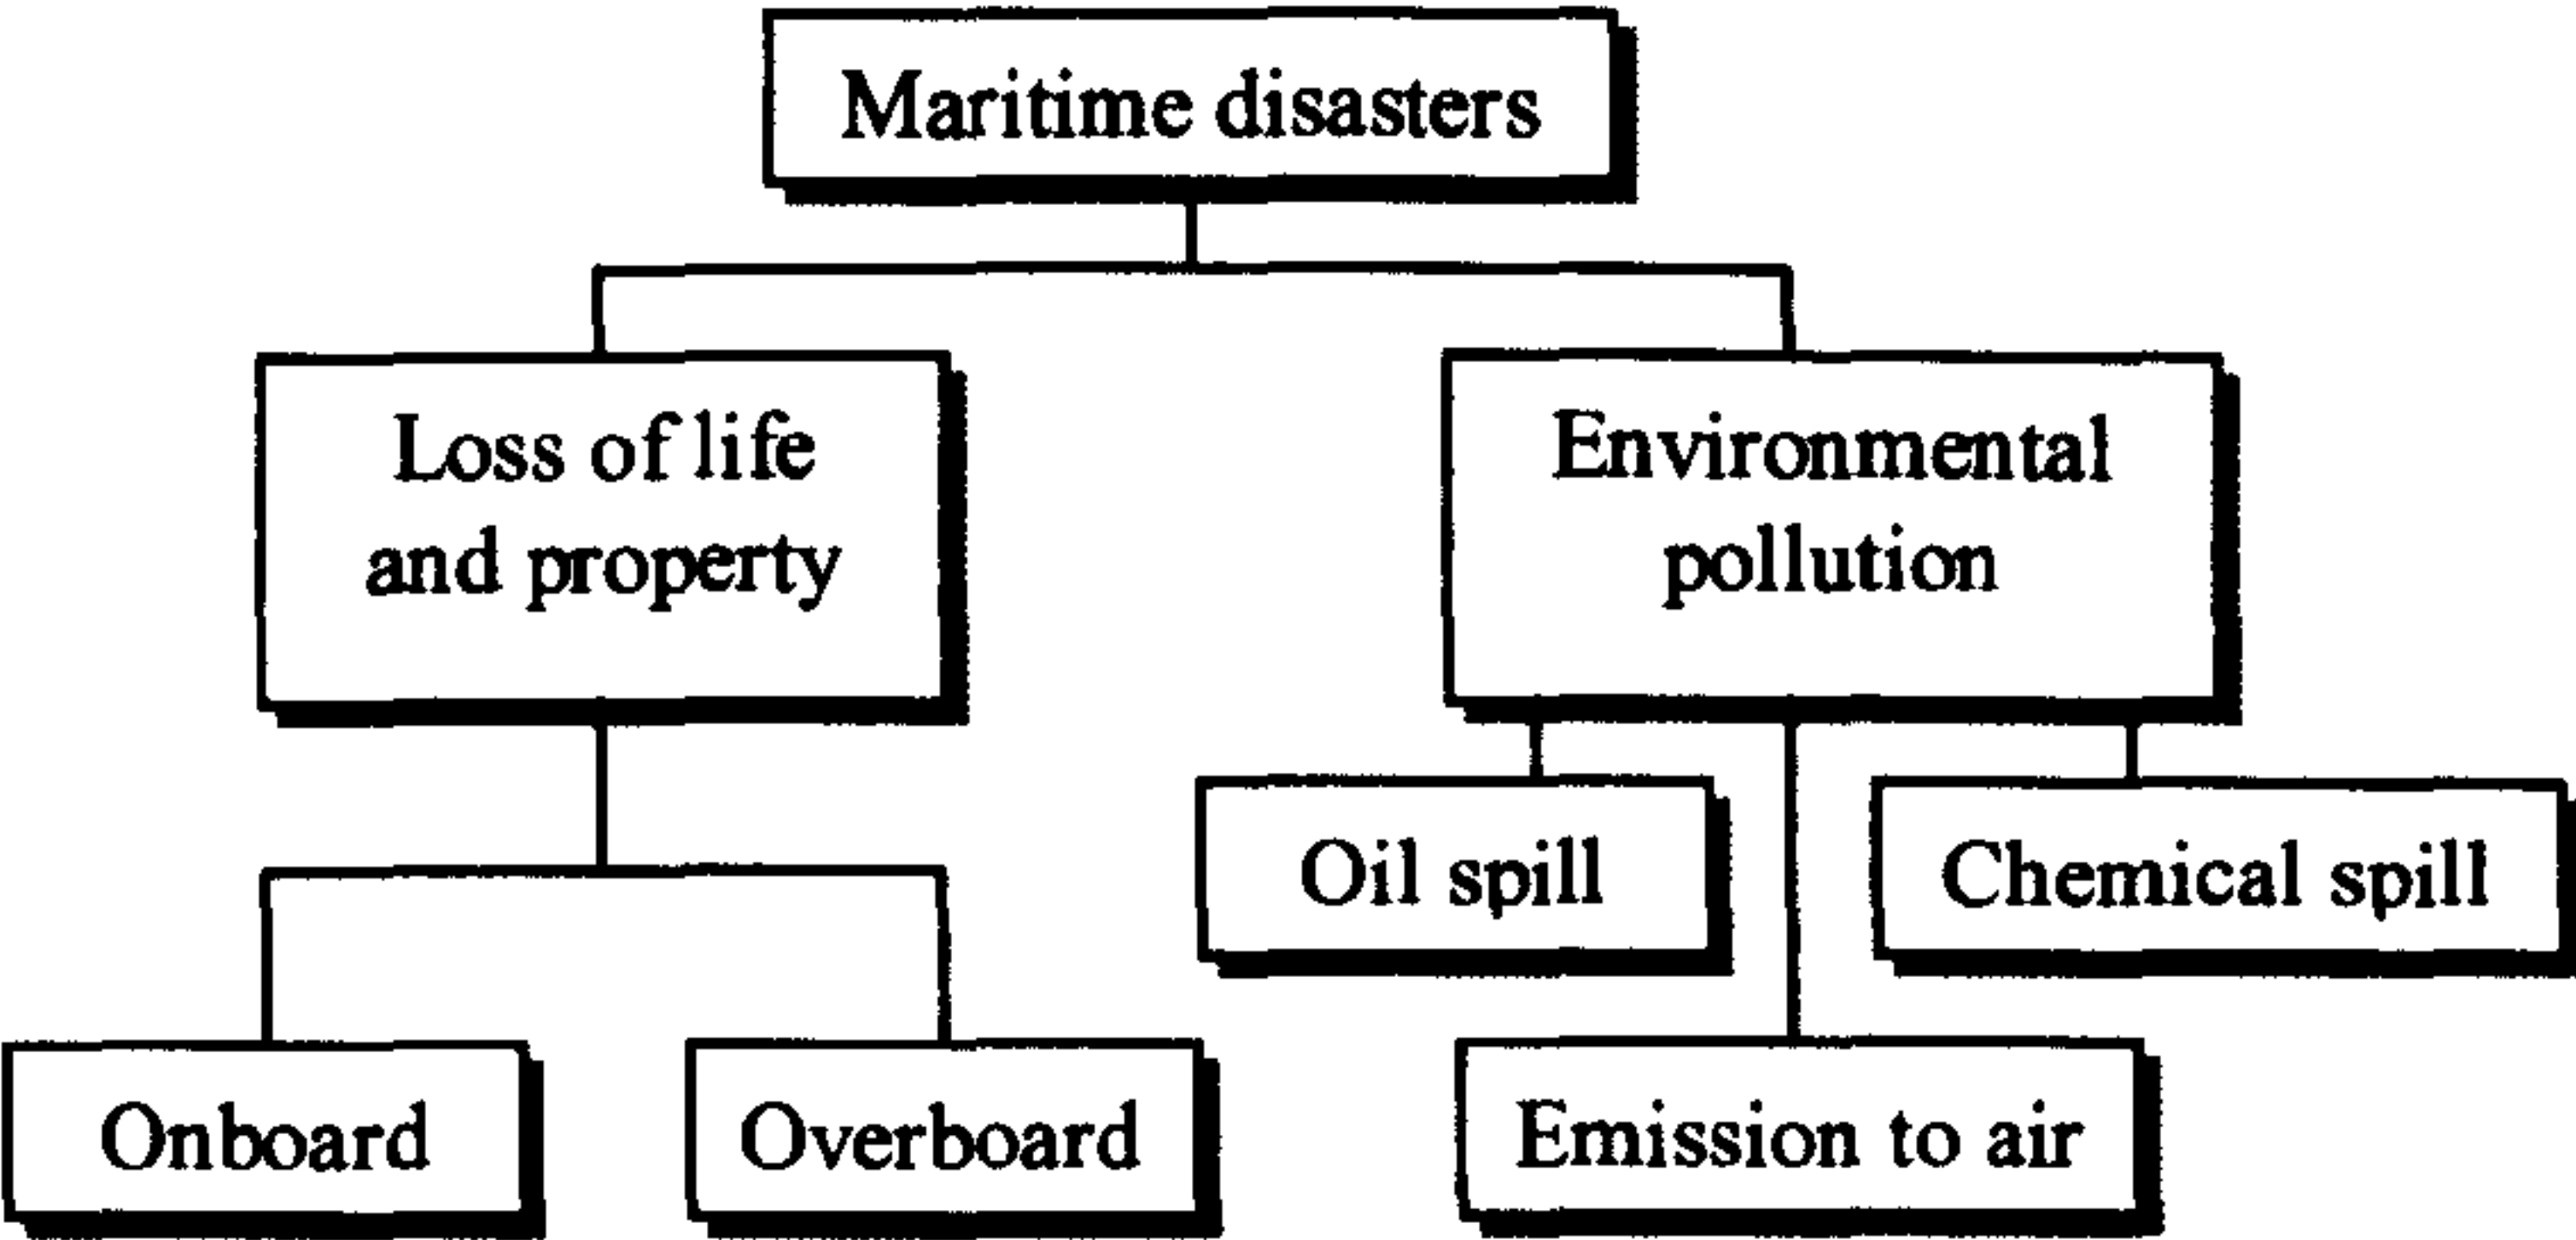 Maritime disasters
Loss of life
and property
Environmental
pollution
Oil spill
Chemical spill
Onboard
Overboard
Emission to air